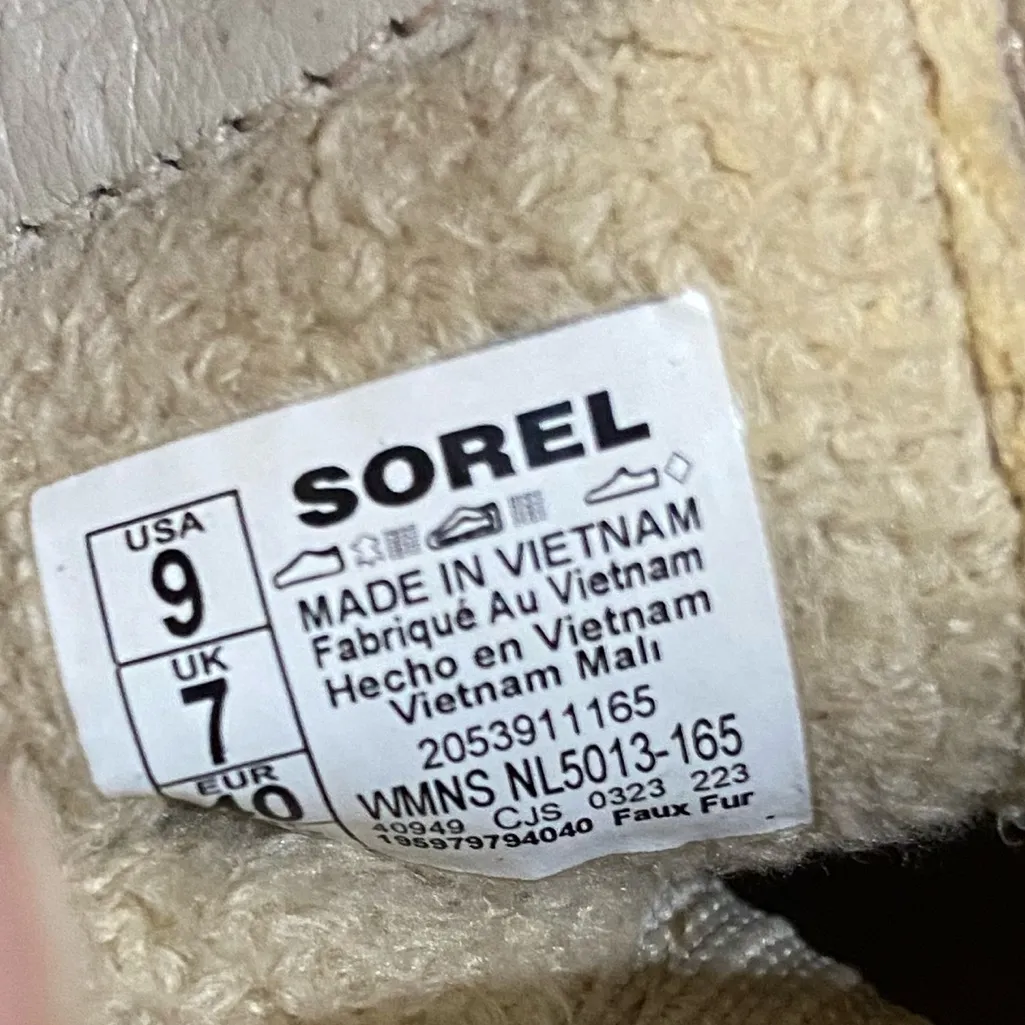 SOREL
USA
9
UK
7
EUR
40
MADE IN VIETNAM
Fabriqué Au Vietnam
Hecho en Vietnam
Vietnam Malı
2053911165
WMNS NL5013-165
40949 CJS 0323 223
195979794040 Faux Fur